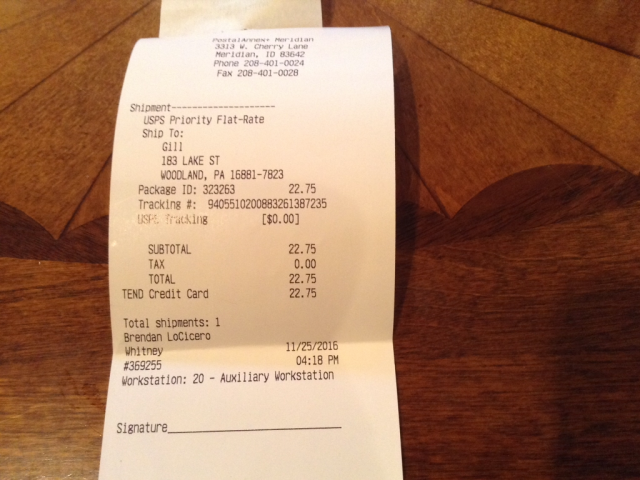 PostalAnnex+ Meridian
3313 W. Cherry Lane
Meridian, ID 83642
Phone 208-401-0024
Fax 208-401-0028
Shipment--------------------
USPS Priority Flat-Rate
Ship To:
Gill
183 LAKE ST
WOODLAND, PA 16881-7823
Package ID: 323263 22.75
Tracking #: 9405510200883261387235
USPS Tracking [$0.00]
SUBTOTAL 22.75
TAX 0.00
TOTAL 22.75
TEND Credit Card 22.75
Total shipments: 1
Brendan LoCicero
Whitney 11/25/2016
#369255 04:18 PM
Workstation: 20 - Auxiliary Workstation
Signature